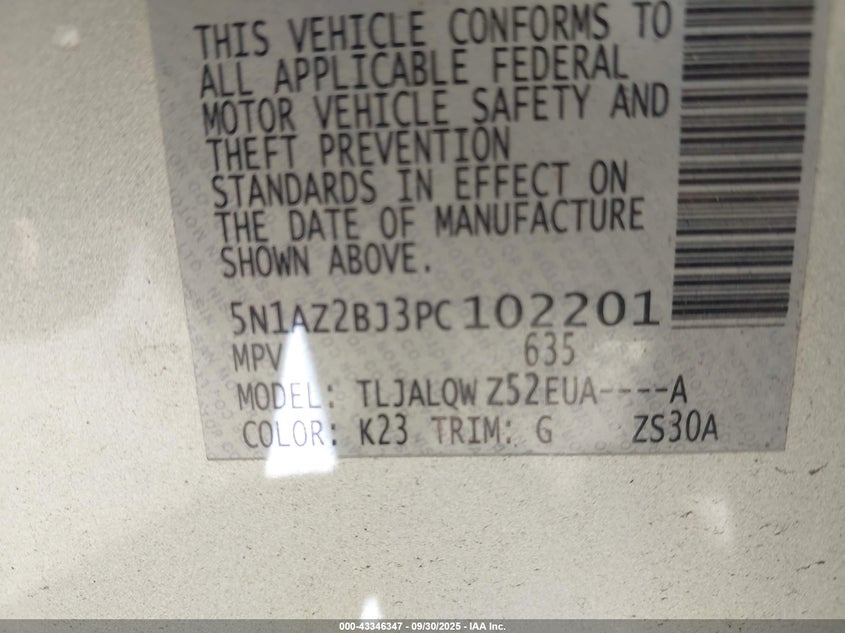 THIS VEHICLE CONFORMS TO
ALL APPLICABLE FEDERAL
MOTOR VEHICLE SAFETY AND
THEFT PREVENTION
STANDARDS IN EFFECT ON
THE DATE OF MANUFACTURE
SHOWN ABOVE.
5N1AZ2BJ3PC102201
MPV 635
MODEL: TLJALQW Z52EUA----A
COLOR: K23 TRIM: G ZS30A
000-43346347 - 09/30/2025 - IAA Inc.